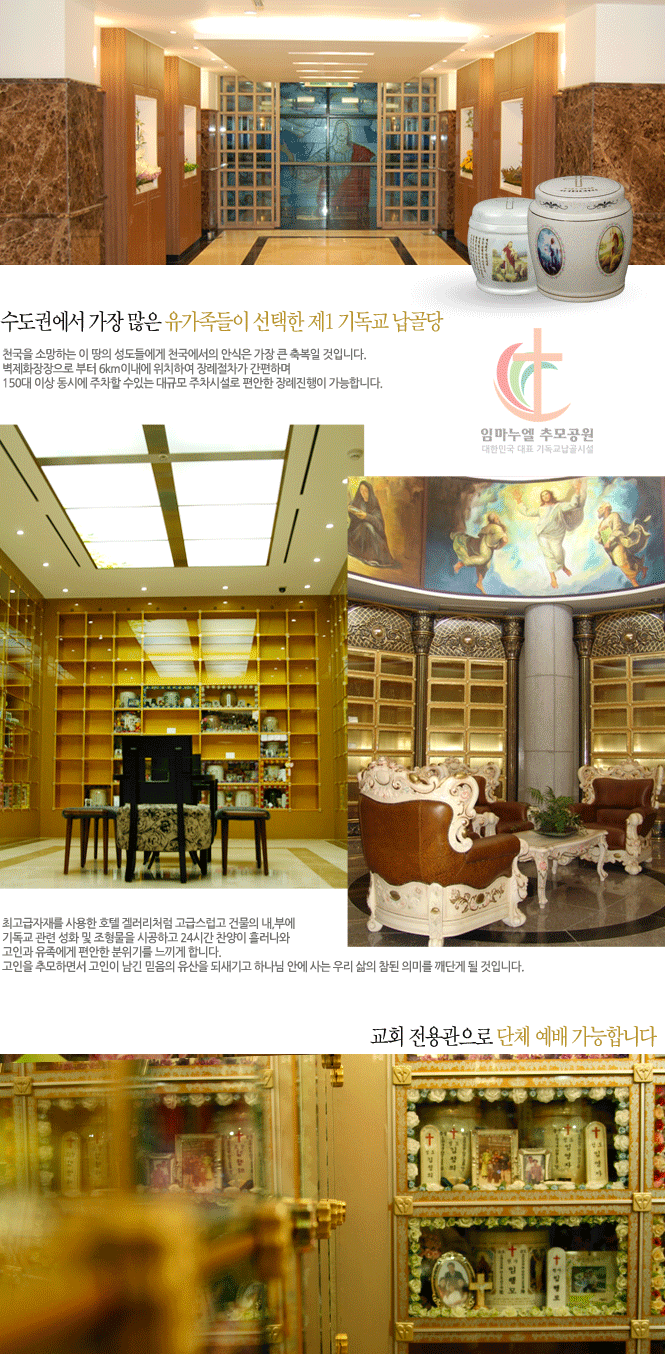 수도권에서 가장 많은 유가족들이 선택한 제1 기독교 납골당
천국을 소망하는 이 땅의 성도들에게 천국에서의 안식은 가장 큰 축복일 것입니다.
벽제화장장으로 부터 6km이내에 위치하여 장례절차가 간편하며
150대 이상 동시에 주차할 수있는 대규모 주차시설로 편안한 장례진행이 가능합니다.
임마누엘 추모공원
대한민국 대표 기독교납골시설
최고급자재를 사용한 호텔 겔러리처럼 고급스럽고 건물의 내,부에
기독교 관련 성화 및 조형물을 시공하고 24시간 찬양이 흘러나와
고인과 유족에게 편안한 분위기를 느끼게 합니다.
고인을 추모하면서 고인이 남긴 믿음의 유산을 되새기고 하나님 안에 사는 우리 삶의 참된 의미를 깨닫게 될 것입니다.
교회 전용관으로 단체 예배 가능합니다